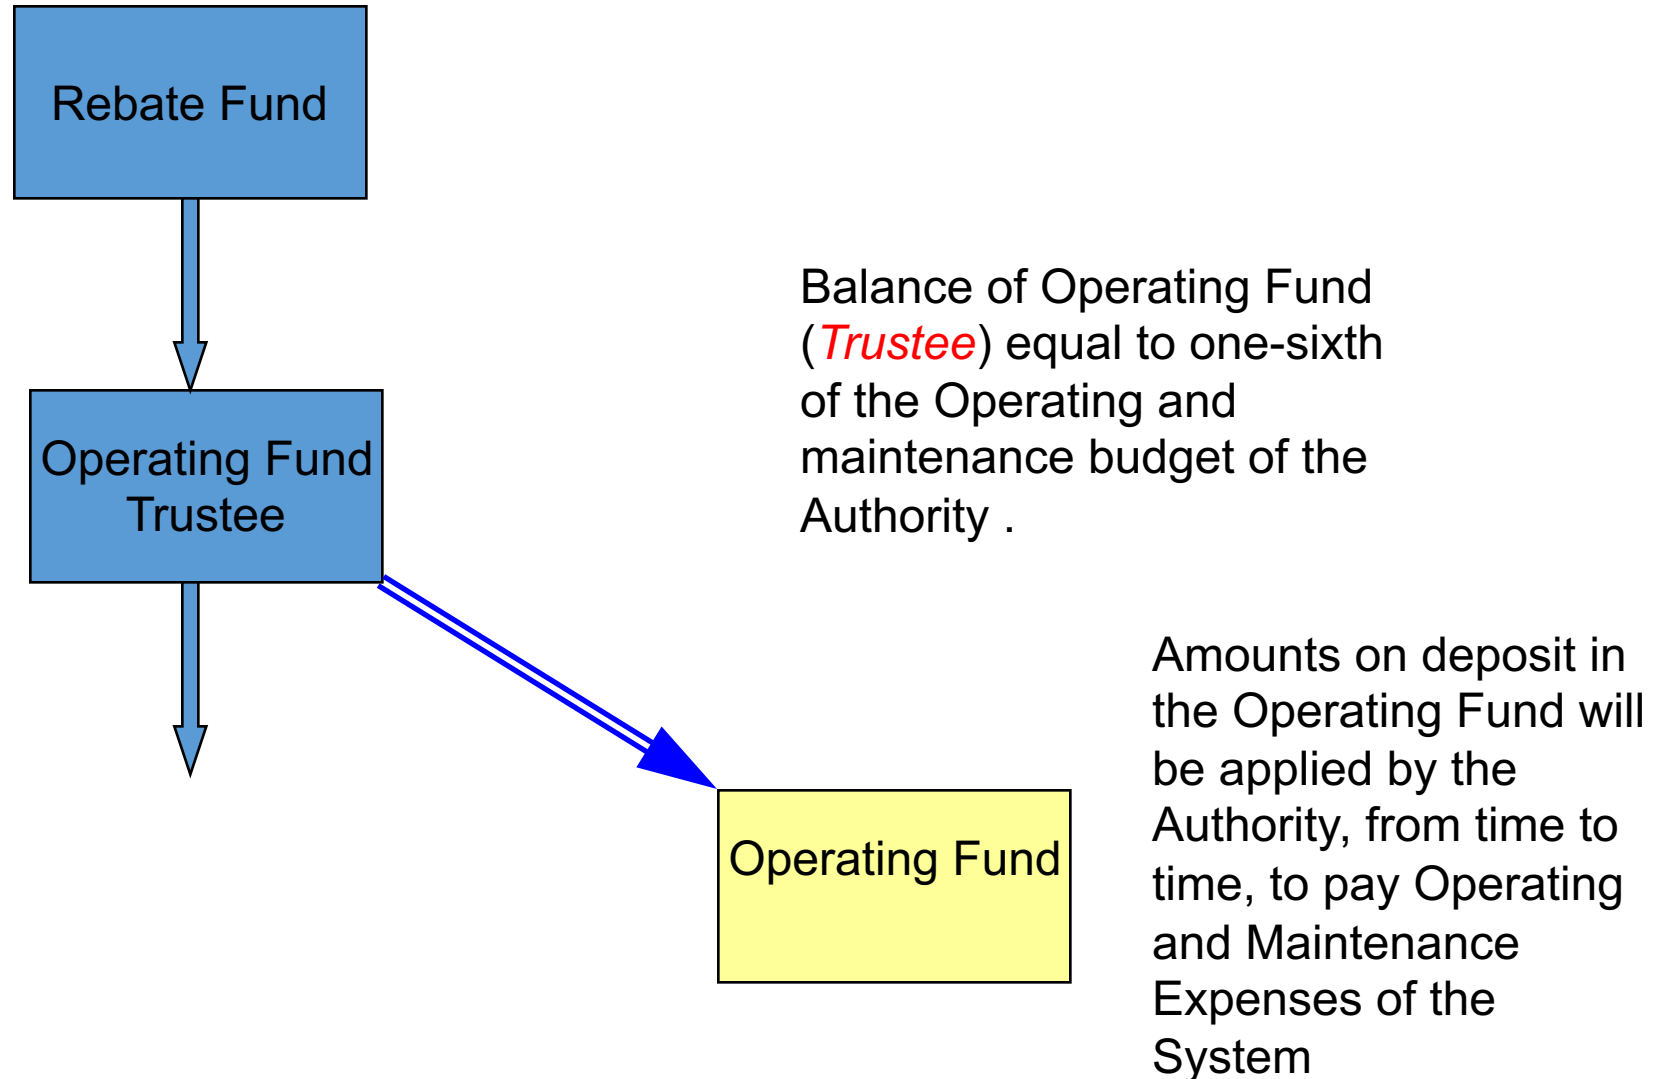 Rebate Fund
Balance of Operating Fund
(Trustee) equal to one-sixth
of the Operating and
maintenance budget of the
Authority .
Operating Fund
Trustee
Amounts on deposit in
the Operating Fund will
be applied by the
Authority, from time to
time, to pay Operating
and Maintenance
Expenses of the
System
Operating Fund